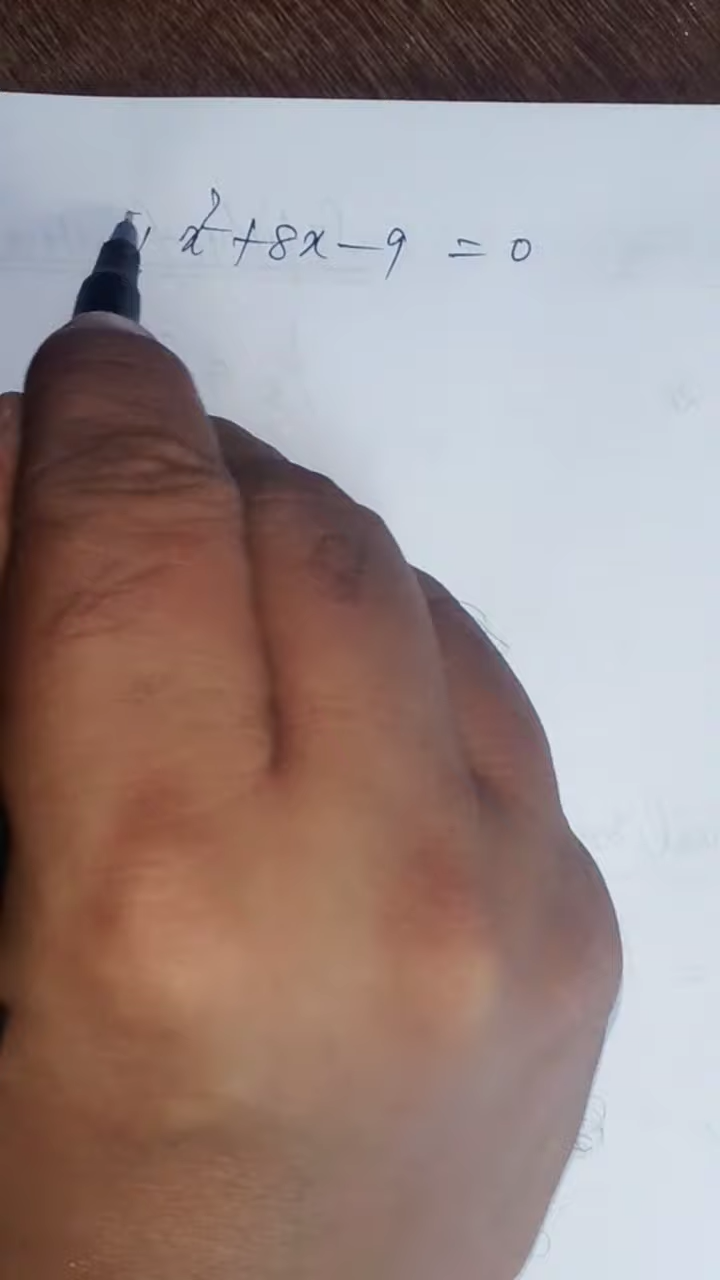 x² + 8x - 9 = 0